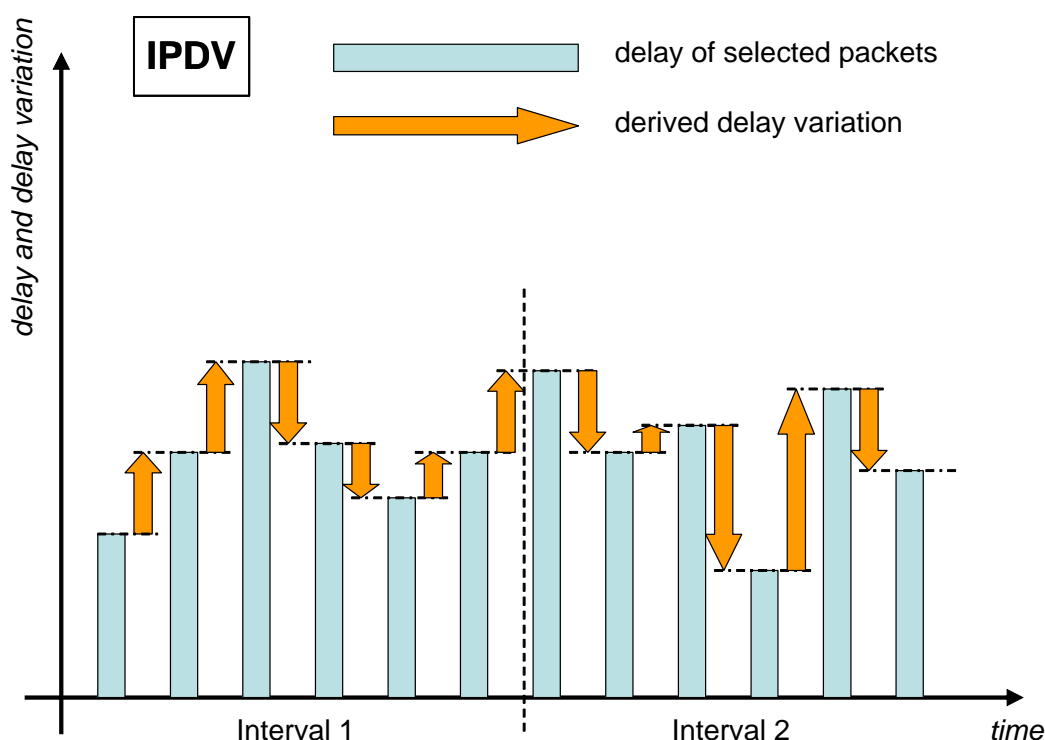 IPDV
delay of selected packets
derived delay variation
delay and delay variation
Interval 1
Interval 2
time